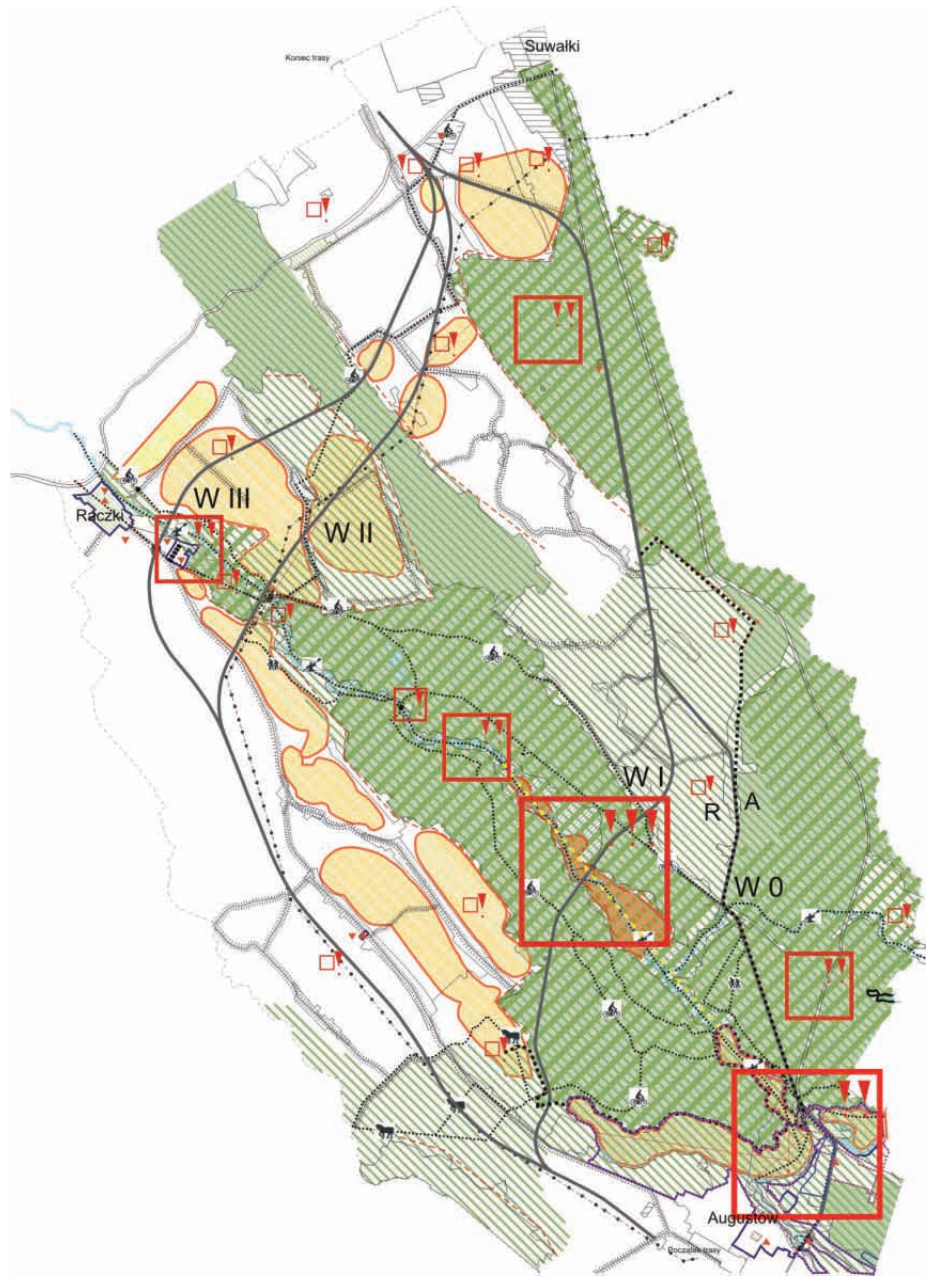 Suwałki
Koniec trasy
W III
W II
Raczki
W I
R
A
W 0
Augustów
Początek trasy